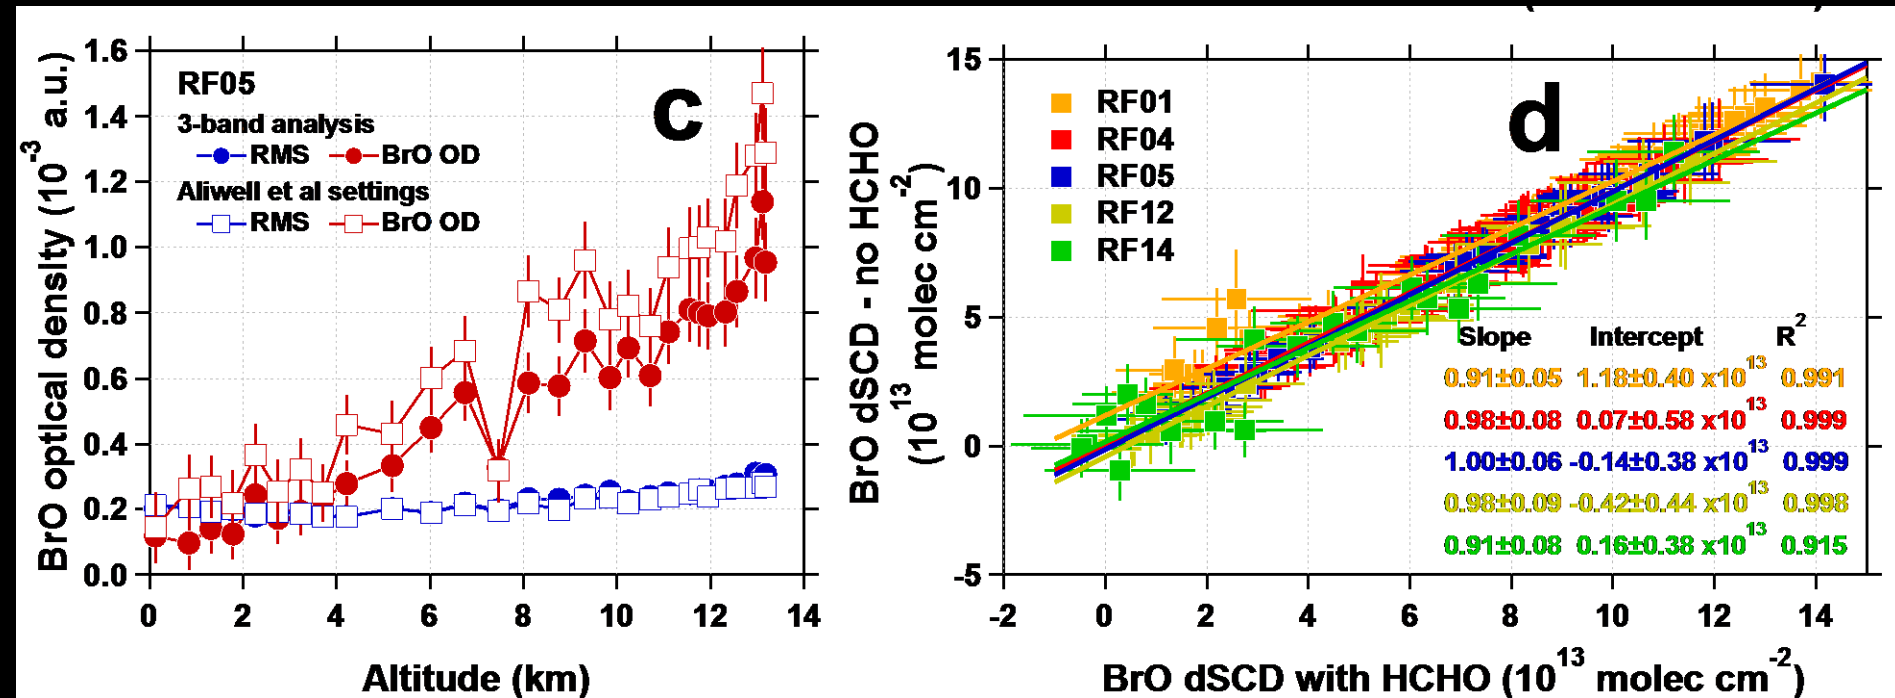 BrO optical density (10⁻³ a.u.)
1.6
1.4
1.2
1.0
0.8
0.6
0.4
0.2
0.0
RF05
3-band analysis
RMS BrO OD
Aliwell et al settings
RMS BrO OD
c
0 2 4 6 8 10 12 14
Altitude (km)
BrO dSCD - no HCHO
(10¹³ molec cm⁻²)
15
10
5
0
-5
RF01
RF04
RF05
RF12
RF14
d
Slope Intercept R²
0.91±0.05 1.18±0.40 x10¹³ 0.991
0.98±0.08 0.07±0.58 x10¹³ 0.999
1.00±0.06 -0.14±0.38 x10¹³ 0.999
0.98±0.09 -0.42±0.44 x10¹³ 0.998
0.91±0.08 0.16±0.38 x10¹³ 0.915
-2 0 2 4 6 8 10 12 14
BrO dSCD with HCHO (10¹³ molec cm⁻²)